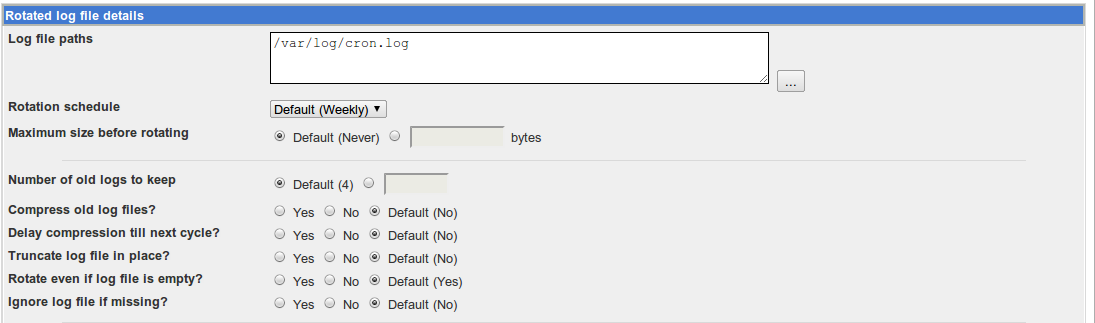 Rotated log file details
Log file paths
/var/log/cron.log
...
Rotation schedule Default (Weekly)
Maximum size before rotating Default (Never) bytes
Number of old logs to keep Default (4)
Compress old log files? Yes No Default (No)
Delay compression till next cycle? Yes No Default (No)
Truncate log file in place? Yes No Default (No)
Rotate even if log file is empty? Yes No Default (Yes)
Ignore log file if missing? Yes No Default (No)